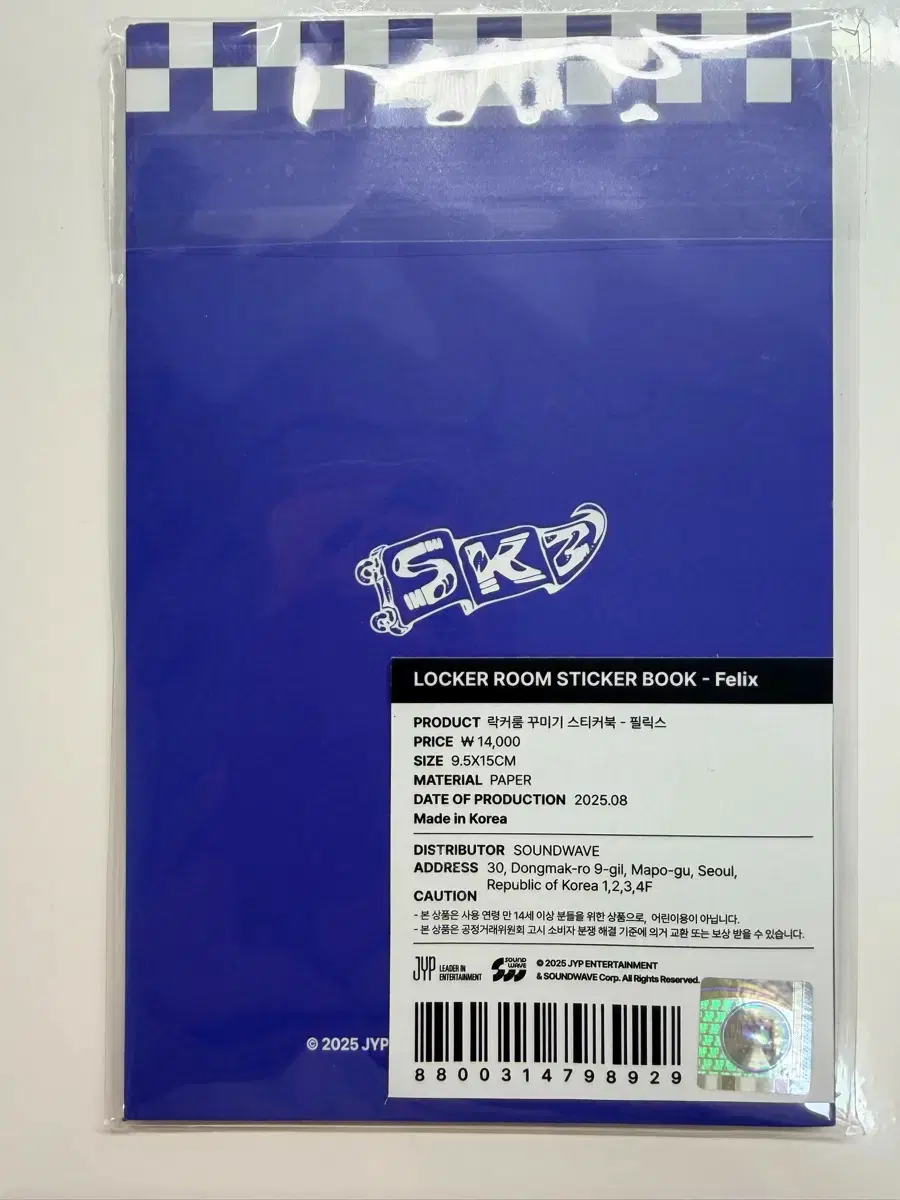 SKZ
LOCKER ROOM STICKER BOOK - Felix
PRODUCT 락커룸 꾸미기 스티커북 - 필릭스
PRICE ₩ 14,000
SIZE 9.5X15CM
MATERIAL PAPER
DATE OF PRODUCTION 2025.08
Made in Korea
DISTRIBUTOR SOUNDWAVE
ADDRESS 30, Dongmak-ro 9-gil, Mapo-gu, Seoul,
Republic of Korea 1,2,3,4F
CAUTION
- 본 상품은 사용 연령 만 14세 이상 분들을 위한 상품으로, 어린이용이 아닙니다.
- 본 상품은 공정거래위원회 고시 소비자 분쟁 해결 기준에 의거 교환 또는 보상 받을 수 있습니다.
JYP LEADER IN ENTERTAINMENT
SOUND WAVE
© 2025 JYP ENTERTAINMENT
& SOUNDWAVE Corp. All Rights Reserved.
© 2025 JYP
8800314798929